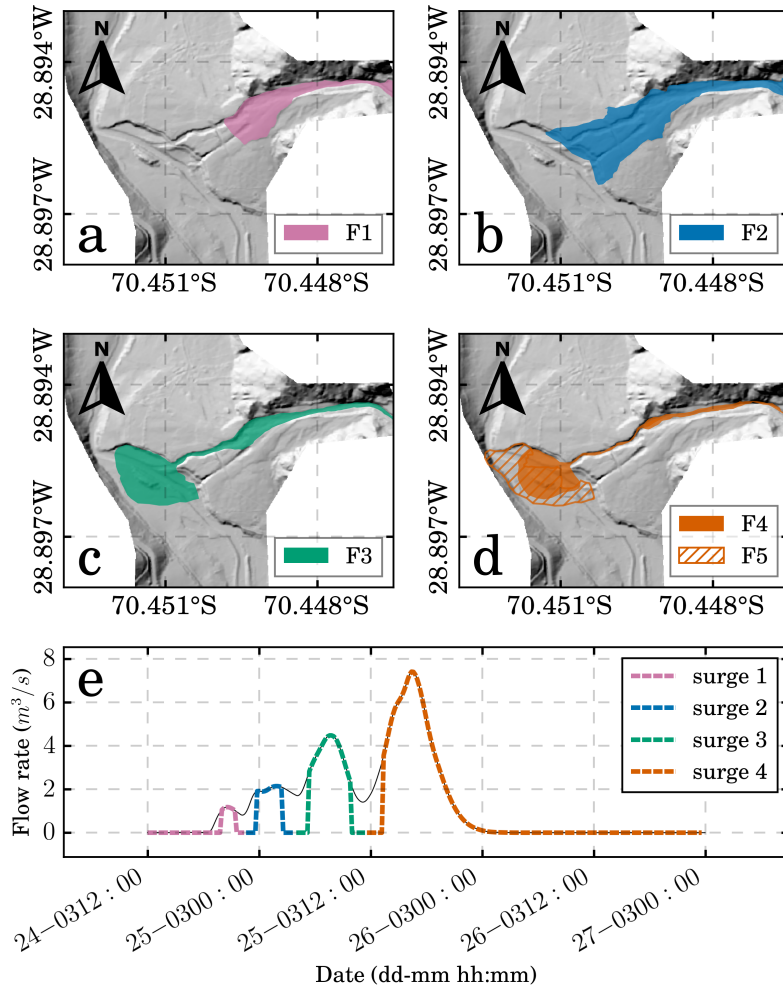 N
N
28.894°W
28.897°W
a
F1
70.451°S
70.448°S
28.894°W
28.897°W
b
F2
70.451°S
70.448°S
N
N
28.894°W
28.897°W
c
F3
70.451°S
70.448°S
28.894°W
28.897°W
d
F4
F5
70.451°S
70.448°S
e
Flow rate (m³/s)
8
6
4
2
0
surge 1
surge 2
surge 3
surge 4
24−0312 : 00
25−0300 : 00
25−0312 : 00
26−0300 : 00
26−0312 : 00
27−0300 : 00
Date (dd-mm hh:mm)